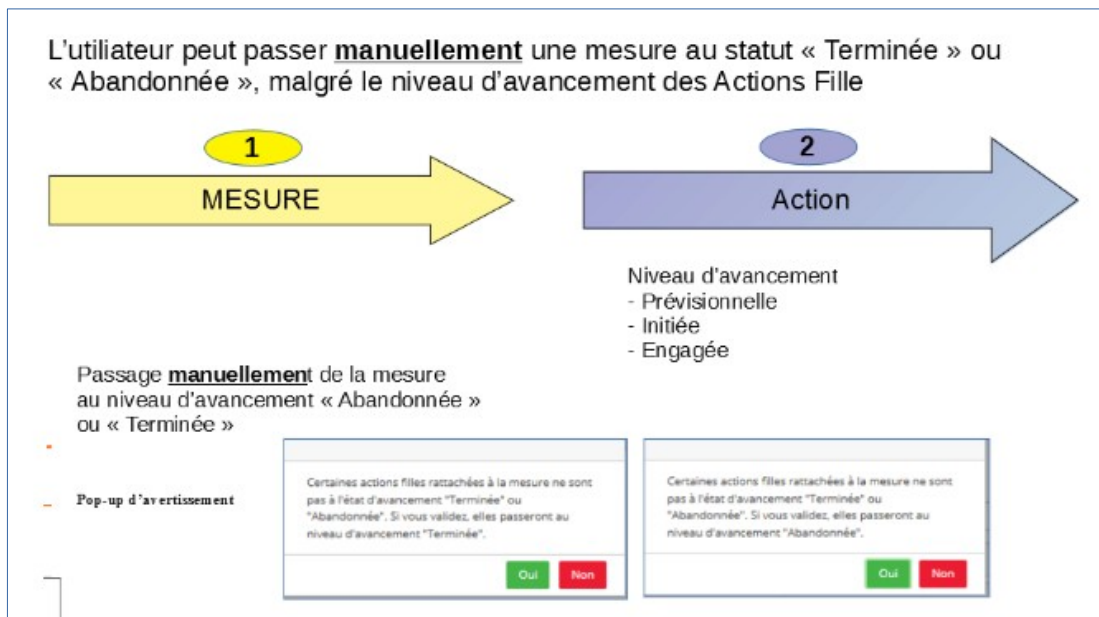 L'utiliateur peut passer manuellement une mesure au statut « Terminée » ou
« Abandonnée », malgré le niveau d'avancement des Actions Fille
1
2
MESURE
Action
Niveau d'avancement
- Prévisionnelle
- Initiée
- Engagée
Passage manuellement de la mesure
au niveau d'avancement « Abandonnée »
ou « Terminée »
Pop-up d'avertissement
Certaines actions filles rattachées à la mesure ne sont
pas à l'état d'avancement "Terminée" ou
"Abandonnée". Si vous validez, elles passeront au
niveau d'avancement "Terminée".
Oui
Non
Certaines actions filles rattachées à la mesure ne sont
pas à l'état d'avancement "Terminée" ou
"Abandonnée". Si vous validez, elles passeront au
niveau d'avancement "Abandonnée".
Oui
Non